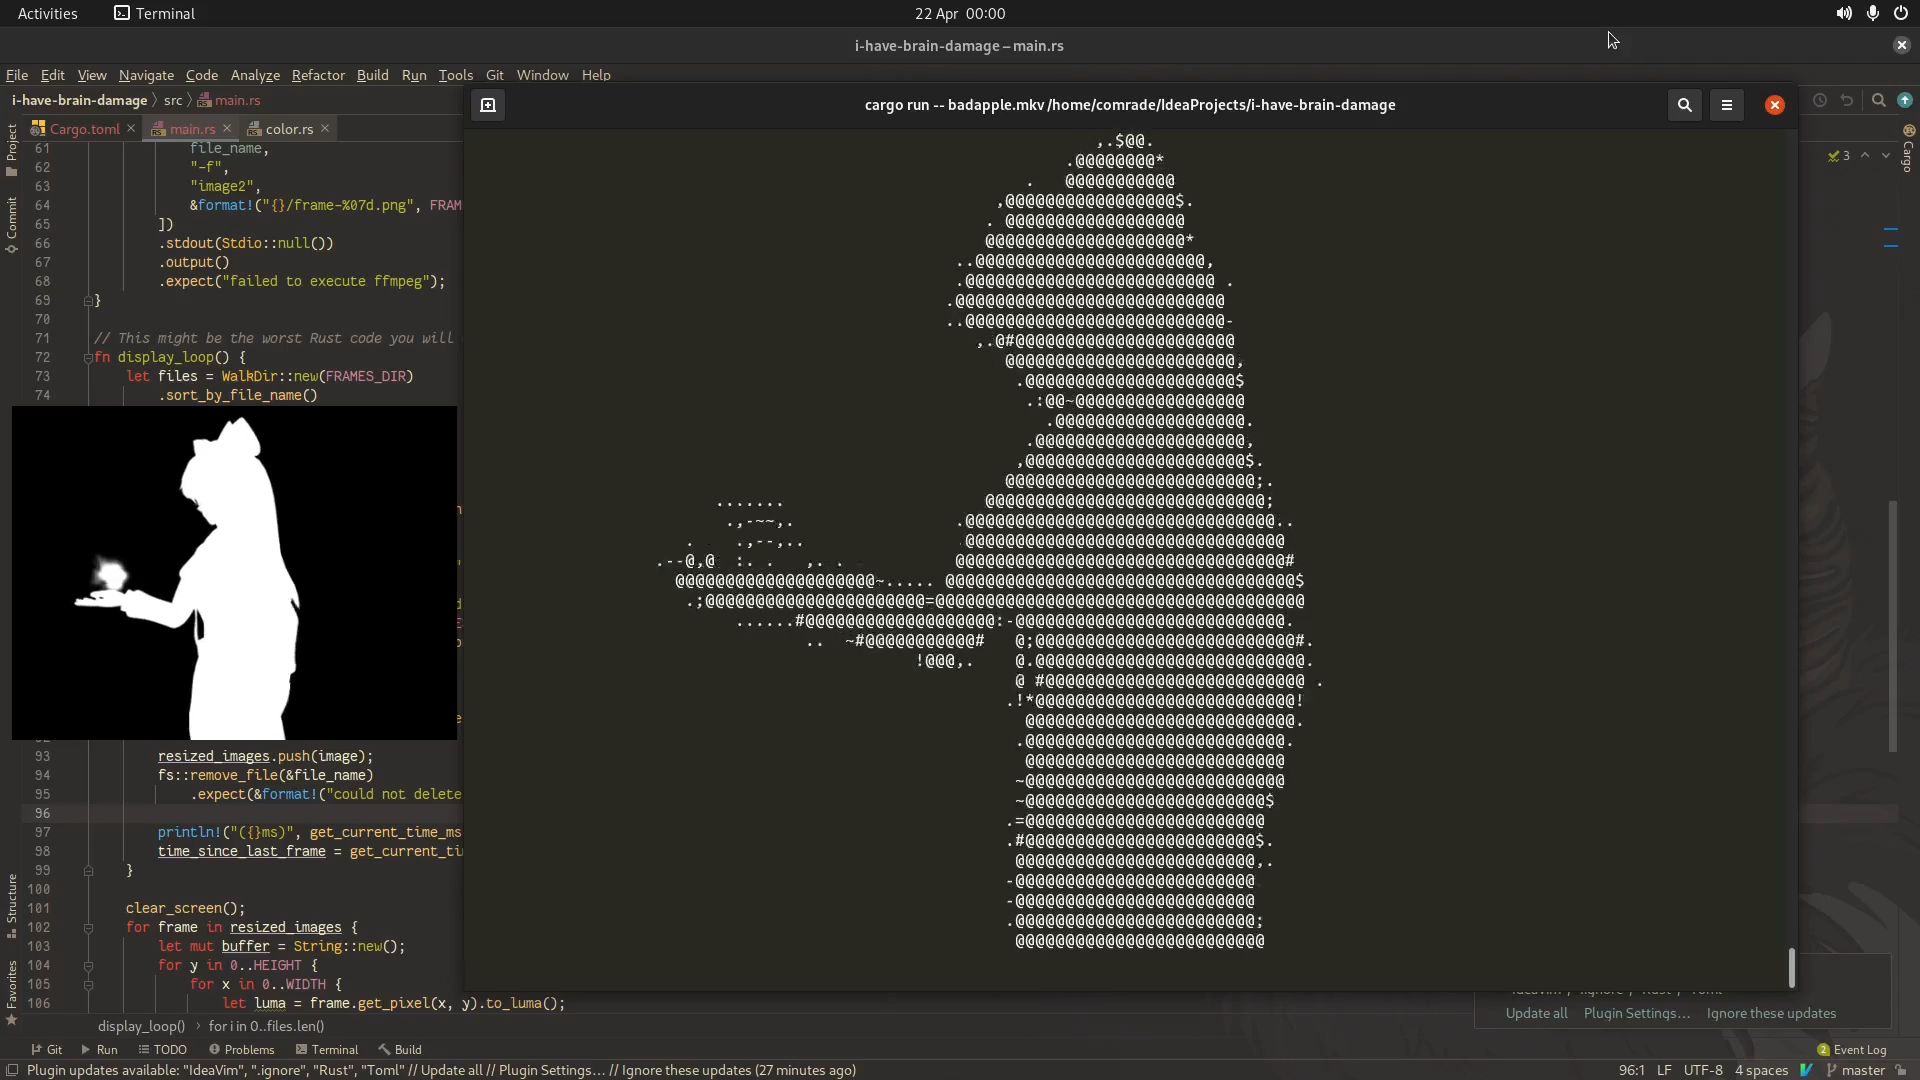 Activities
Terminal
22 Apr 00:00
i-have-brain-damage – main.rs
File Edit View Navigate Code Analyze Refactor Build Run Tools Git Window Help
i-have-brain-damage 〉 src 〉 main.rs
cargo run -- badapple.mkv /home/comrade/IdeaProjects/i-have-brain-damage
Cargo.toml × main.rs × color.rs ×
Project
Commit
Structure
Favorites
Cargo
3
61 file_name,
62 "-f",
63 "image2",
64 &format!("{}/frame-%07d.png", FRAM
65 ])
66 .stdout(Stdio::null())
67 .output()
68 .expect("failed to execute ffmpeg");
69 }
70
71 // This might be the worst Rust code you will
72 fn display_loop() {
73 let files = WalkDir::new(FRAMES_DIR)
74 .sort_by_file_name()
93 resized_images.push(image);
94 fs::remove_file(&file_name)
95 .expect(&format!("could not delete
96
97 println!("({}ms)", get_current_time_ms
98 time_since_last_frame = get_current_ti
99 }
100
101 clear_screen();
102 for frame in resized_images {
103 let mut buffer = String::new();
104 for y in 0..HEIGHT {
105 for x in 0..WIDTH {
106 let luma = frame.get_pixel(x, y).to_luma();
display_loop() › for i in 0..files.len()
Update all Plugin Settings... Ignore these updates
Git Run TODO Problems Terminal Build
2 Event Log
Plugin updates available: "IdeaVim", ".ignore", "Rust", "Toml" // Update all // Plugin Settings... // Ignore these updates (27 minutes ago)
96:1 LF UTF-8 4 spaces master